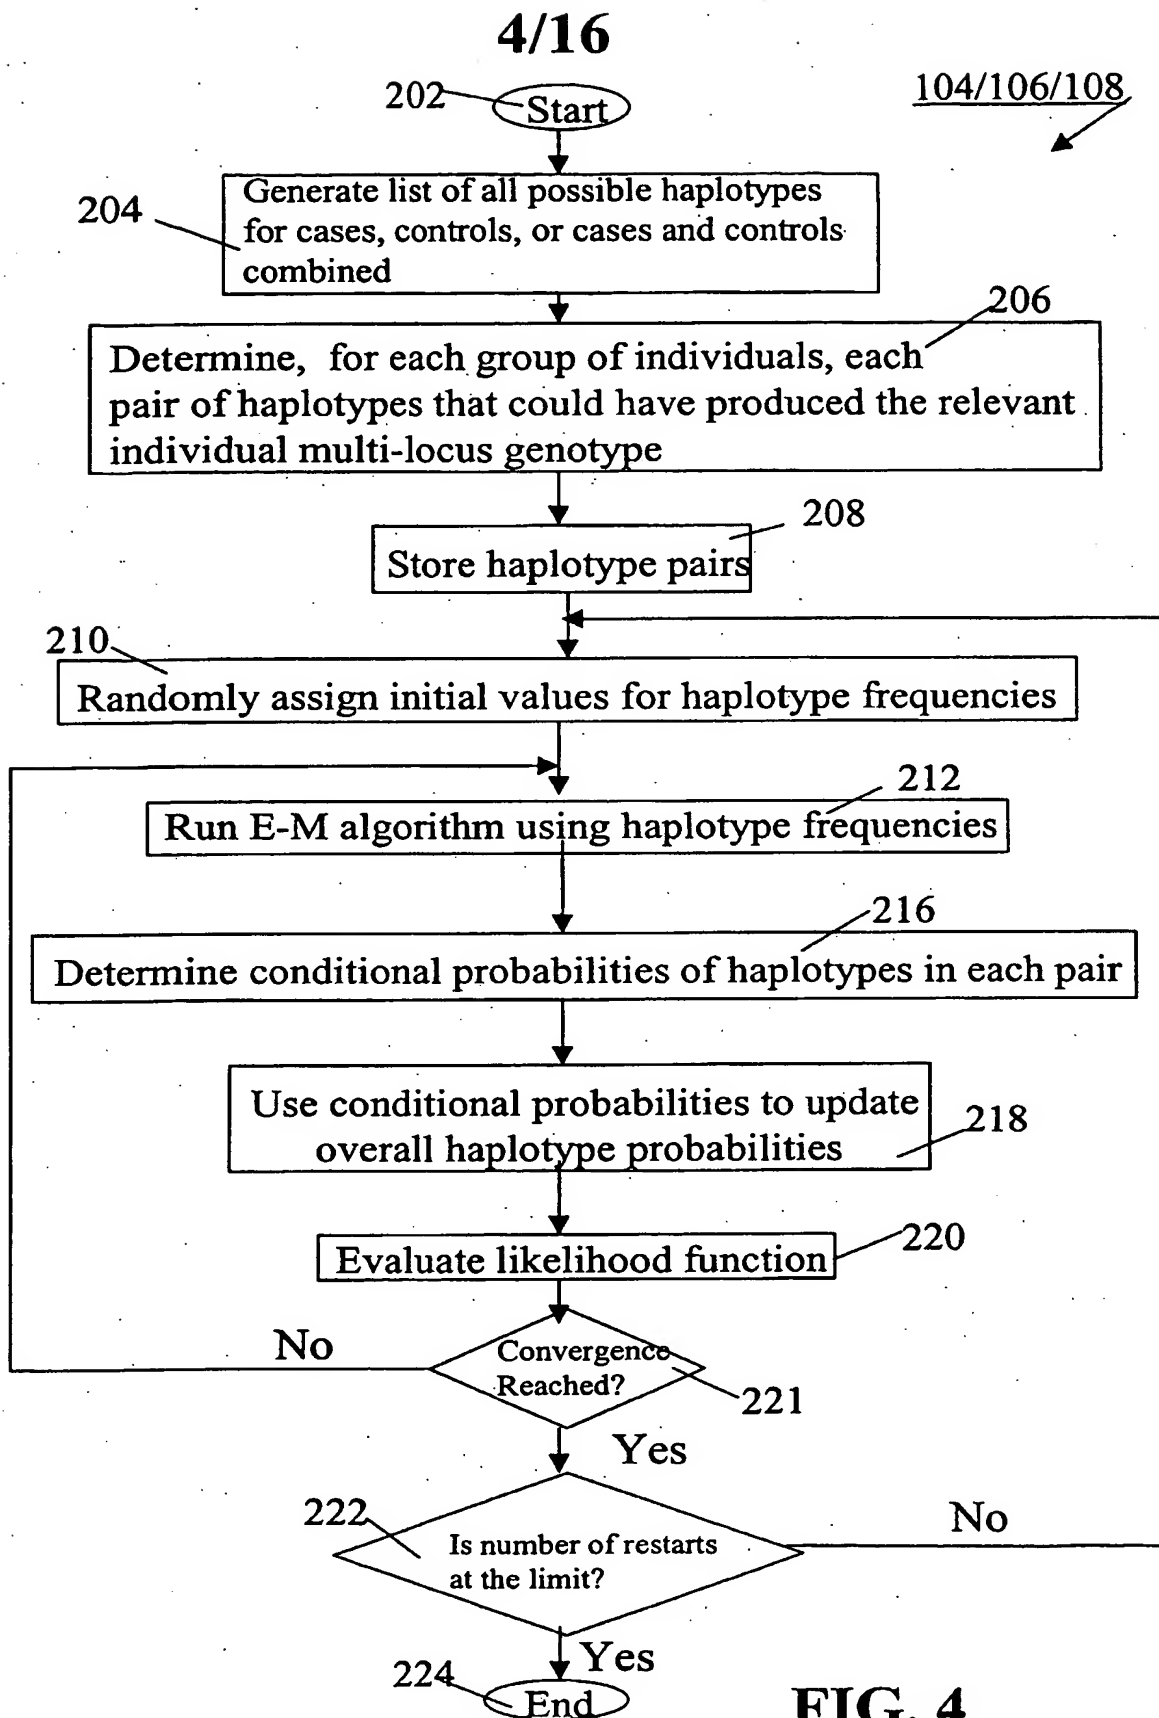 4/16
202
Start
104/106/108
204
Generate list of all possible haplotypes
for cases, controls, or cases and controls
combined
206
Determine, for each group of individuals, each
pair of haplotypes that could have produced the relevant
individual multi-locus genotype
208
Store haplotype pairs
210
Randomly assign initial values for haplotype frequencies
212
Run E-M algorithm using haplotype frequencies
216
Determine conditional probabilities of haplotypes in each pair
Use conditional probabilities to update
overall haplotype probabilities
218
220
Evaluate likelihood function
No
Convergence
Reached?
221
Yes
222
Is number of restarts
at the limit?
No
Yes
224
End
FIG. 4